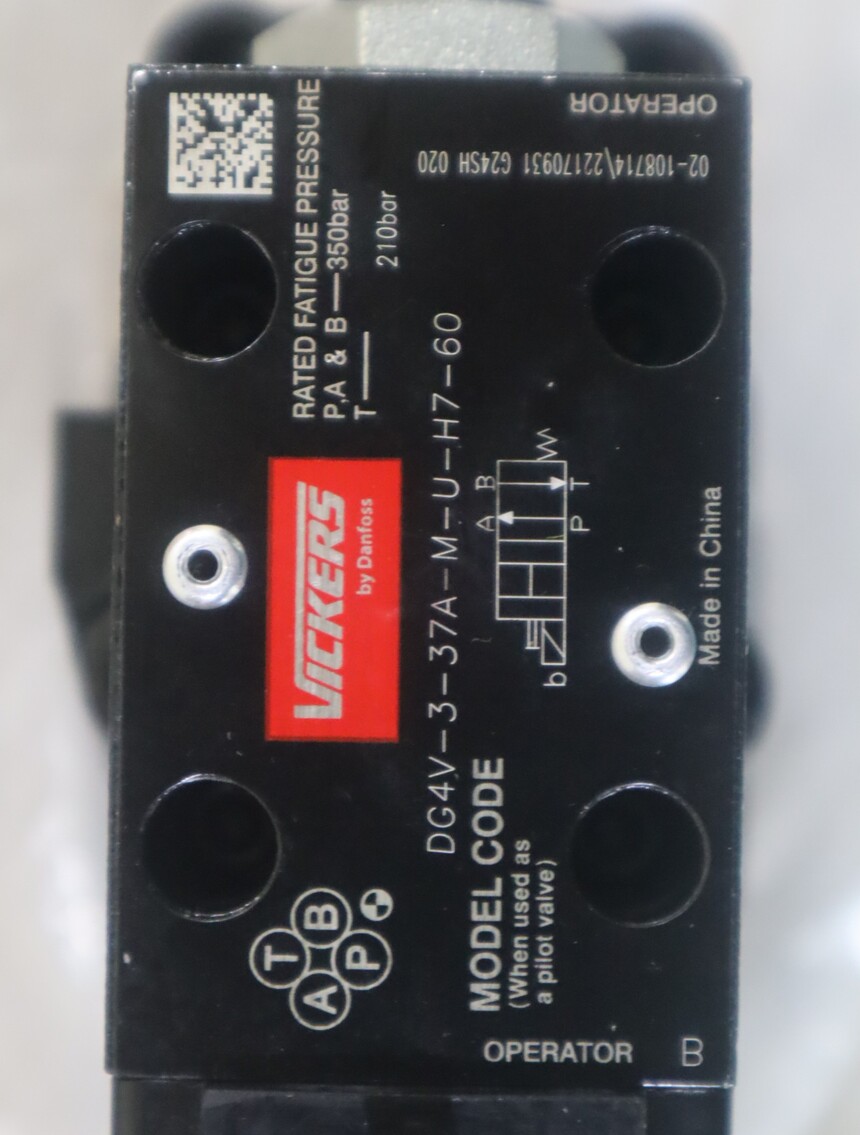 RATED FATIGUE PRESSURE
P,A & B—350bar
T— 210bar
VICKERS
by Danfoss
DG4V-3-37A-M-U-H7-60
MODEL CODE
(When used as
a pilot valve)
A B
P T
b
T B
A P
Made in China
OPERATOR B
OPERATOR
02-108714\22170931 G24SH 020